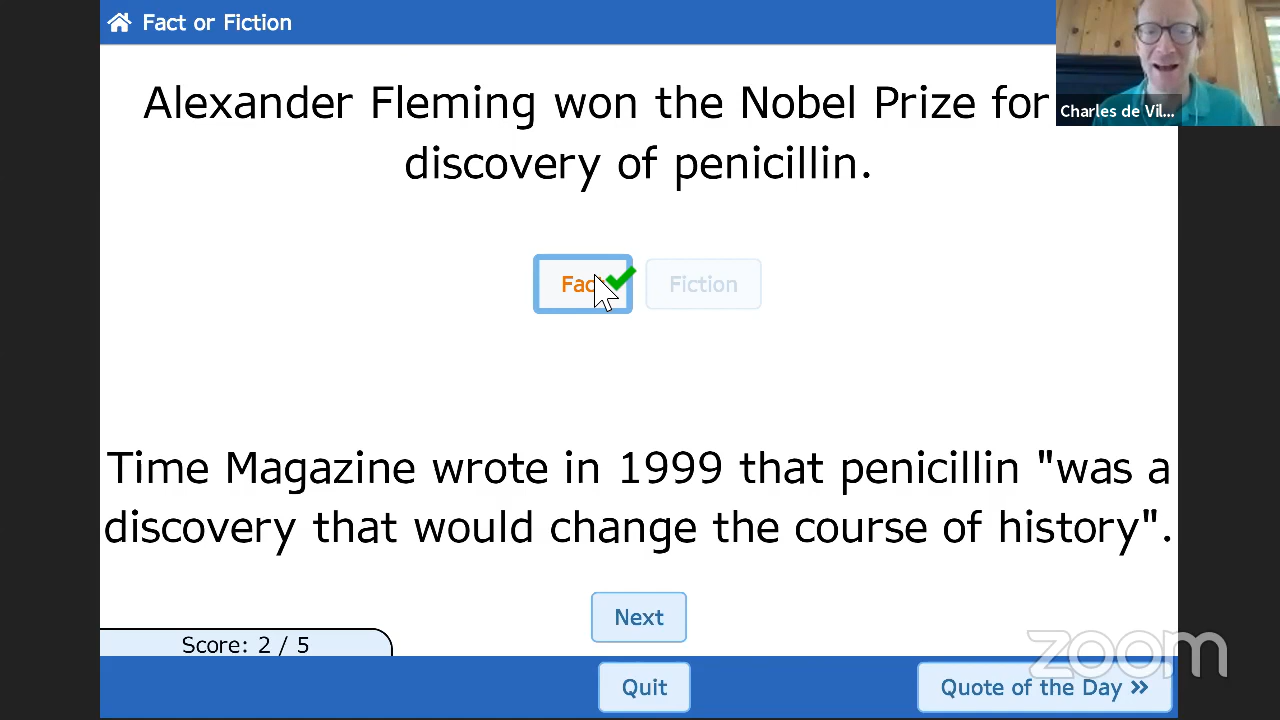 Fact or Fiction
Alexander Fleming won the Nobel Prize for
discovery of penicillin.
Charles de Vil...
Fiction
Time Magazine wrote in 1999 that penicillin "was a
discovery that would change the course of history".
Next
Score: 2 / 5
zoom
Quit
Quote of the Day »